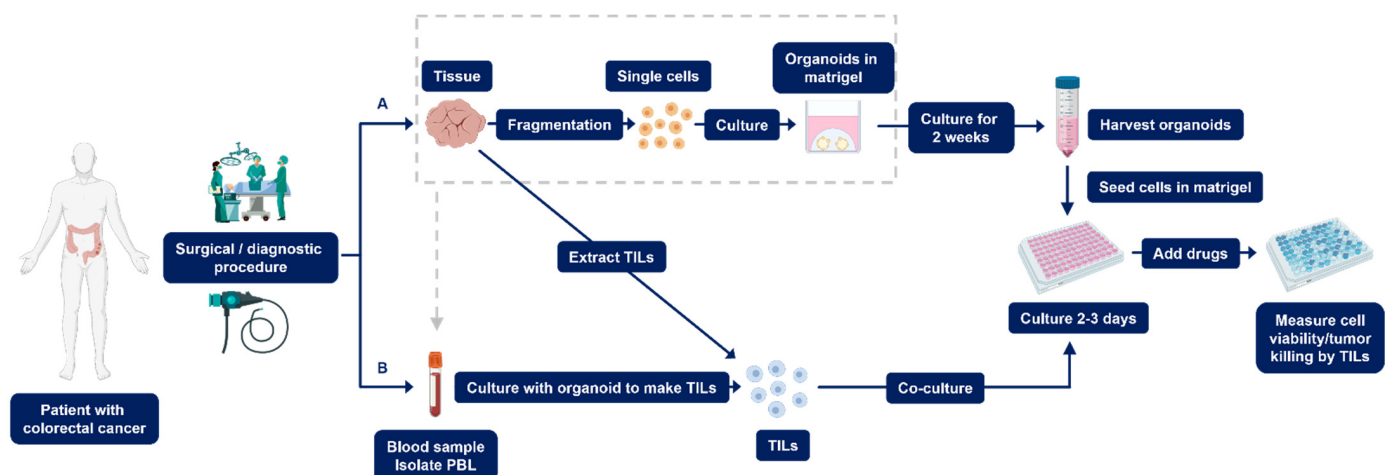 A
Tissue
Fragmentation
Single cells
Culture
Organoids in
matrigel
Culture for
2 weeks
Harvest organoids
Seed cells in matrigel
Surgical / diagnostic
procedure
Extract TILs
Add drugs
Culture 2-3 days
Measure cell
viability/tumor
killing by TILs
B
Culture with organoid to make TILs
Co-culture
Patient with
colorectal cancer
Blood sample
Isolate PBL
TILs